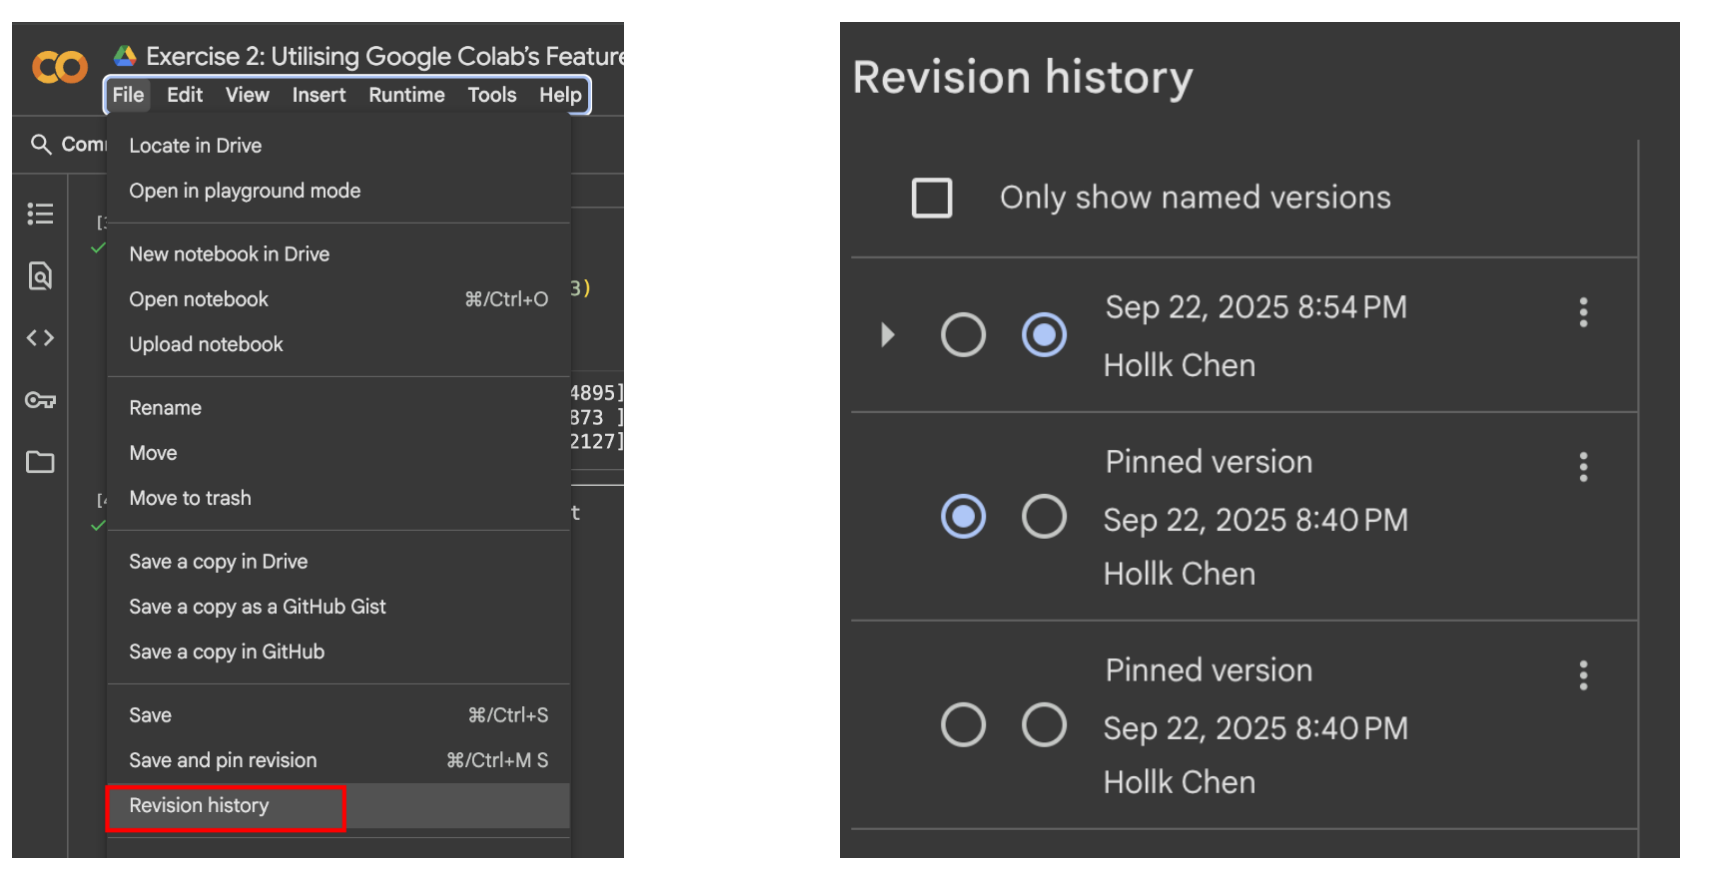 Exercise 2: Utilising Google Colab's Feature
File Edit View Insert Runtime Tools Help
Locate in Drive
Open in playground mode
New notebook in Drive
3)
Open notebook ⌘/Ctrl+O
Upload notebook
4895]
Rename
873 ]
2127]
Move
Move to trash
t
Save a copy in Drive
Save a copy as a GitHub Gist
Save a copy in GitHub
Save ⌘/Ctrl+S
Save and pin revision ⌘/Ctrl+M S
Revision history
Revision history
Only show named versions
Sep 22, 2025 8:54 PM
Hollk Chen
Pinned version
Sep 22, 2025 8:40 PM
Hollk Chen
Pinned version
Sep 22, 2025 8:40 PM
Hollk Chen